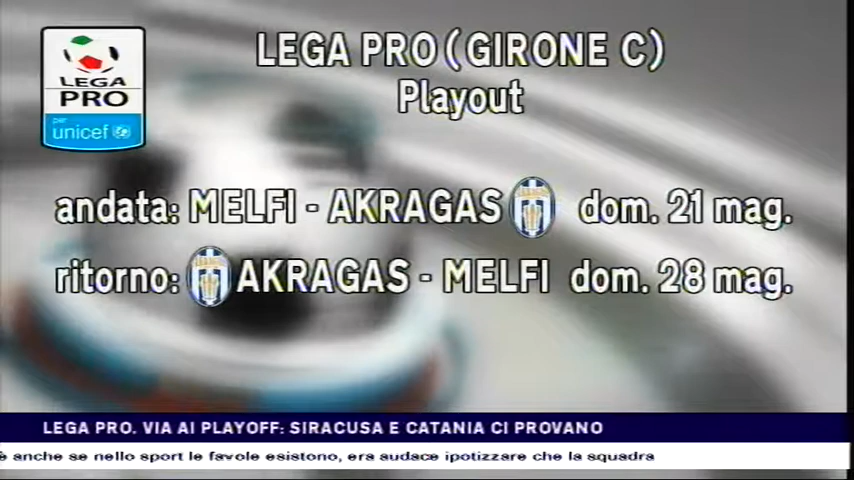 LEGA PRO (GIRONE C)
Playout
LEGA
PRO
per
unicef
andata: MELFI - AKRAGAS dom. 21 mag.
ritorno: AKRAGAS - MELFI dom. 28 mag.
LEGA PRO. VIA AI PLAYOFF: SIRACUSA E CATANIA CI PROVANO
è anche se nello sport le favole esistono, era audace ipotizzare che la squadra